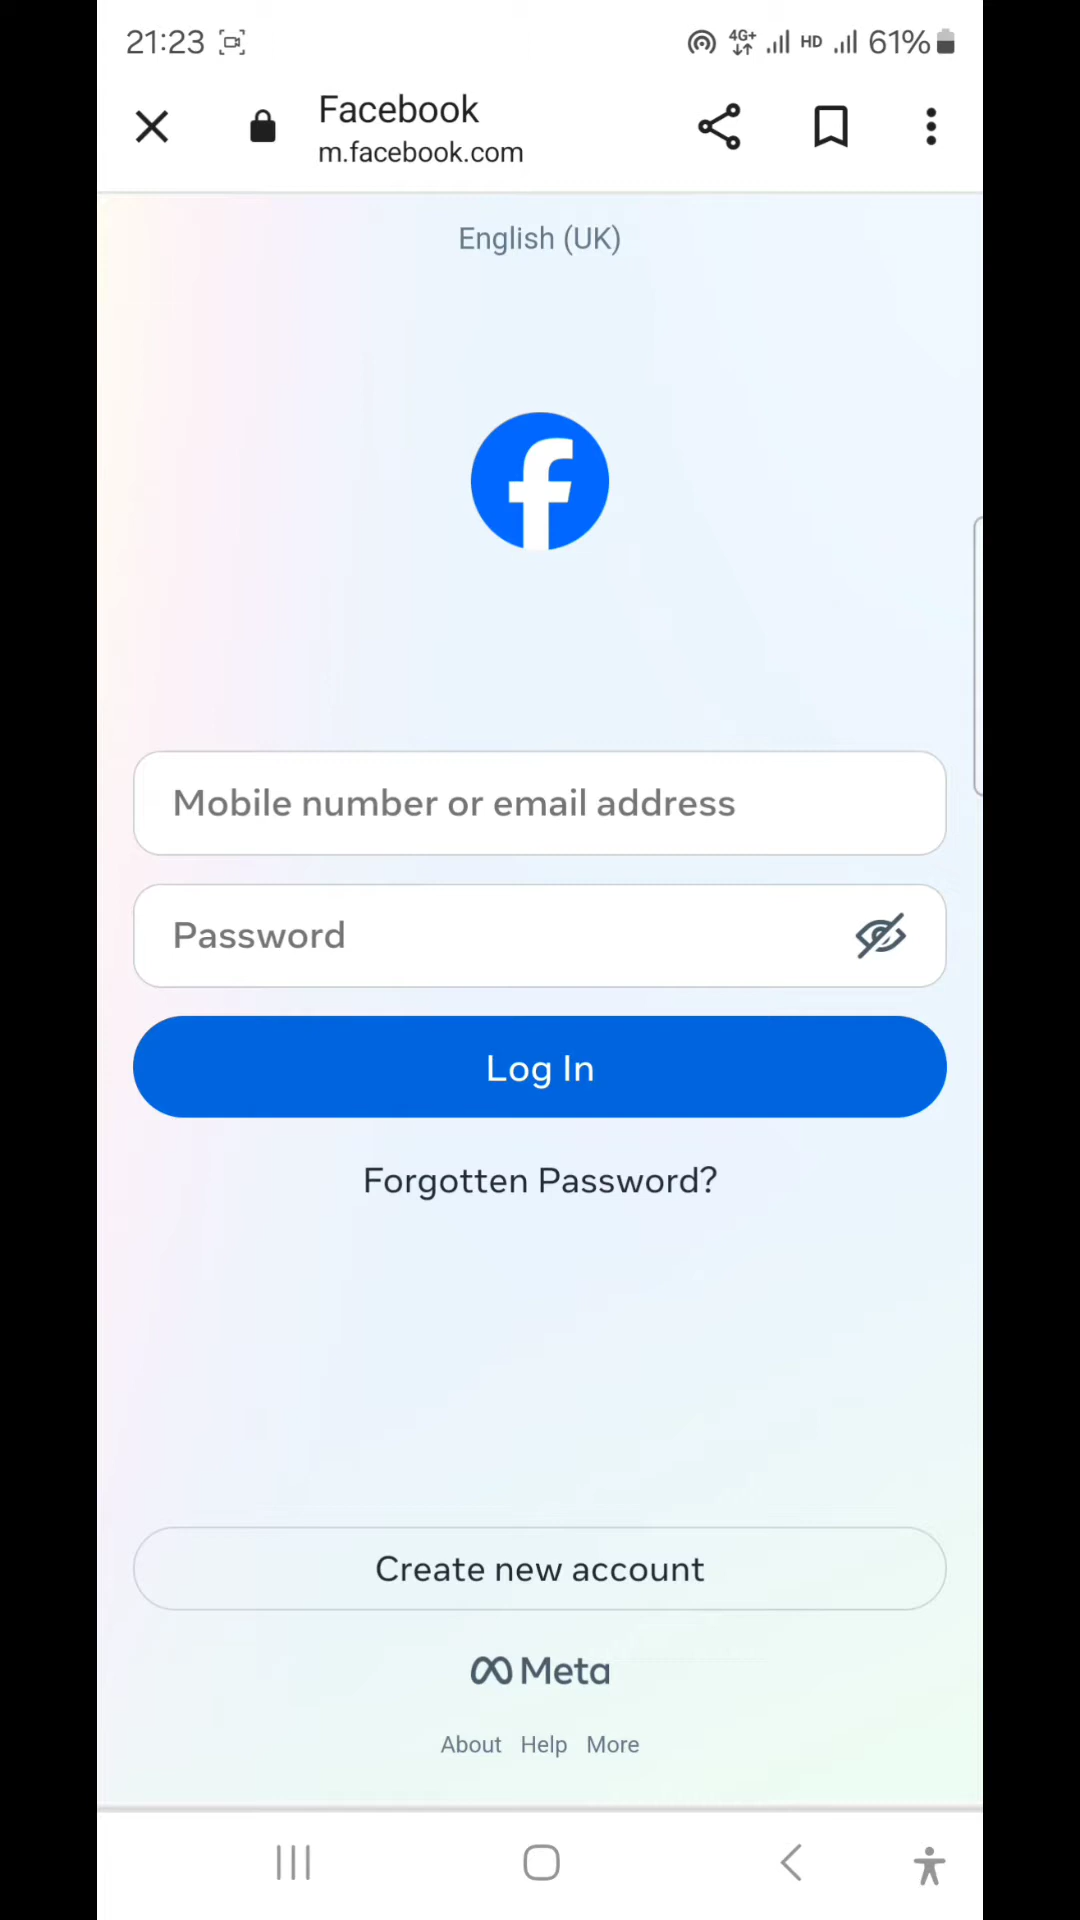 21:23 4G+ HD 61%
Facebook
m.facebook.com
English (UK)
Mobile number or email address
Password
Log In
Forgotten Password?
Create new account
Meta
About Help More